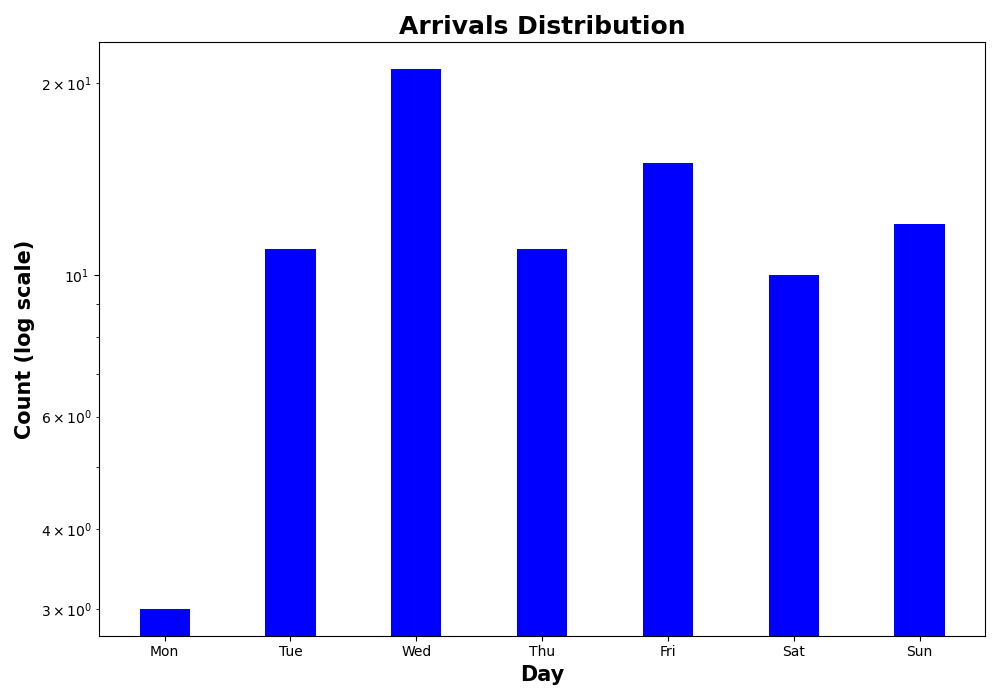 Arrivals Distribution
Count (log scale)
2 × 10¹
10¹
6 × 10⁰
4 × 10⁰
3 × 10⁰
Mon Tue Wed Thu Fri Sat Sun
Day